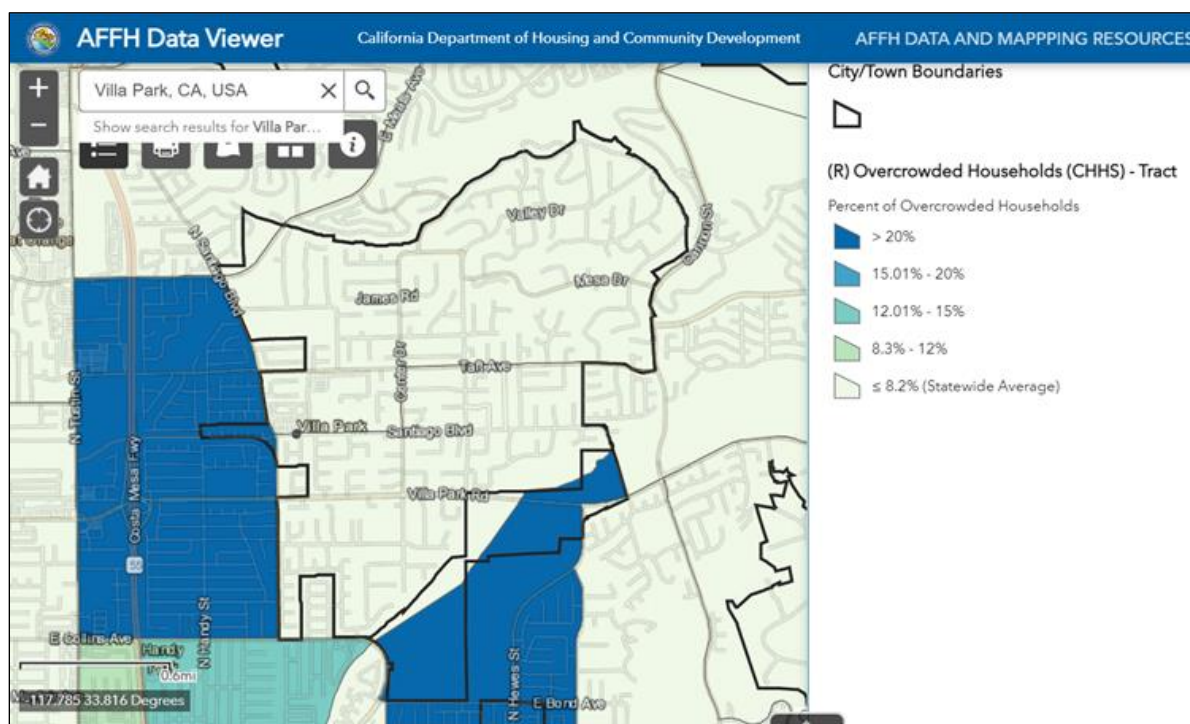 AFFH Data Viewer
California Department of Housing and Community Development
AFFH DATA AND MAPPPING RESOURCES
Villa Park, CA, USA
Show search results for Villa Par...
City/Town Boundaries
(R) Overcrowded Households (CHHS) - Tract
Percent of Overcrowded Households
> 20%
15.01% - 20%
12.01% - 15%
8.3% - 12%
≤ 8.2% (Statewide Average)
N Santiago Blvd
Valley Dr
Cannon St
Mesa Dr
James Rd
Taft Ave
Center Dr
N Tustin St
Villa Park
Santiago Blvd
Costa Mesa Fwy
Villa Park Rd
55
N Handy St
E Collins Ave
Handy
0.6mi
-117.785 33.816 Degrees
N Hewes St
E Bond Ave